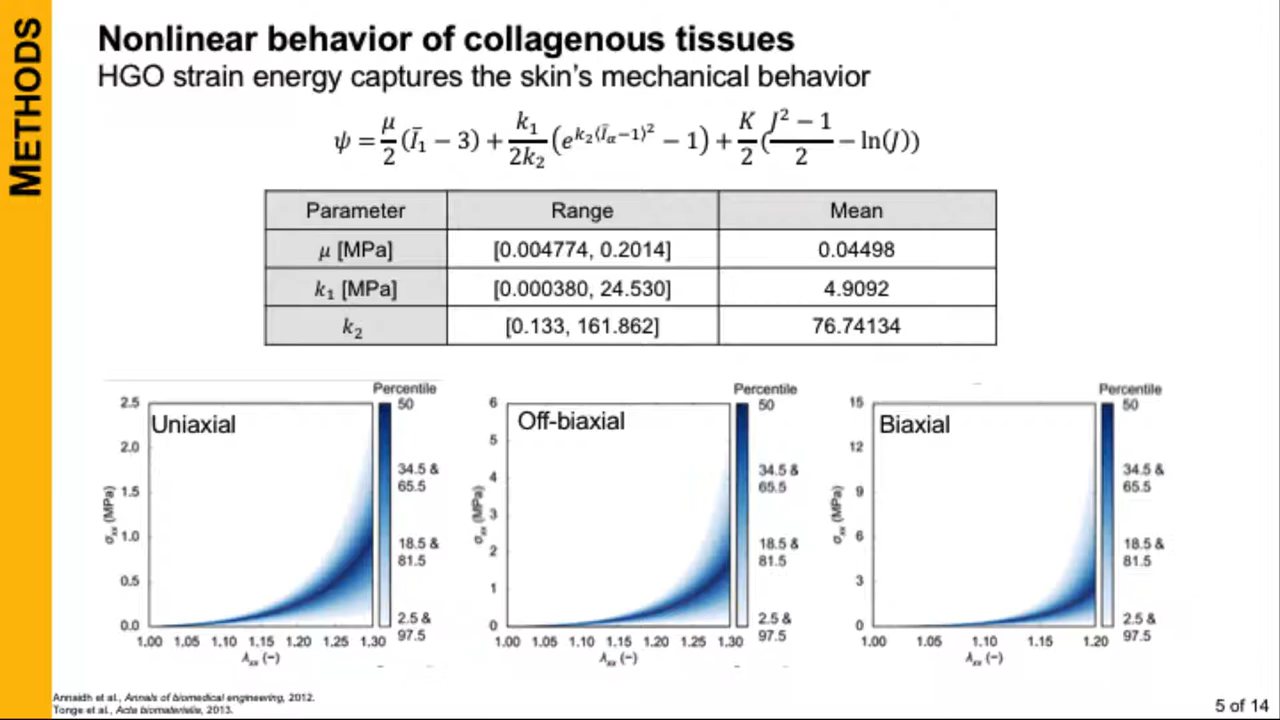 METHODS
Nonlinear behavior of collagenous tissues
HGO strain energy captures the skin's mechanical behavior
ψ = μ/2 (Ī₁ − 3) + k₁/2k₂ (e^{k₂⟨Ī_α−1⟩²} − 1) + K/2 (J² − 1/2 − ln(J))
Parameter Range Mean
μ [MPa] [0.004774, 0.2014] 0.04498
k₁ [MPa] [0.000380, 24.530] 4.9092
k₂ [0.133, 161.862] 76.74134
Uniaxial
σₓₓ (MPa)
2.5
2.0
1.5
1.0
0.5
0.0
1.00 1.05 1.10 1.15 1.20 1.25 1.30
λₓₓ (−)
Percentile
50
34.5 &
65.5
18.5 &
81.5
2.5 &
97.5
Off-biaxial
σₓₓ (MPa)
6
5
4
3
2
1
0
1.00 1.05 1.10 1.15 1.20 1.25 1.30
λₓₓ (−)
Percentile
50
34.5 &
65.5
18.5 &
81.5
2.5 &
97.5
Biaxial
σₓₓ (MPa)
15
12
9
6
3
0
1.00 1.05 1.10 1.15 1.20
λₓₓ (−)
Percentile
50
34.5 &
65.5
18.5 &
81.5
2.5 &
97.5
Annaidh et al., Annals of biomedical engineering, 2012.
Tonge et al., Acta biomaterialia, 2013.
5 of 14